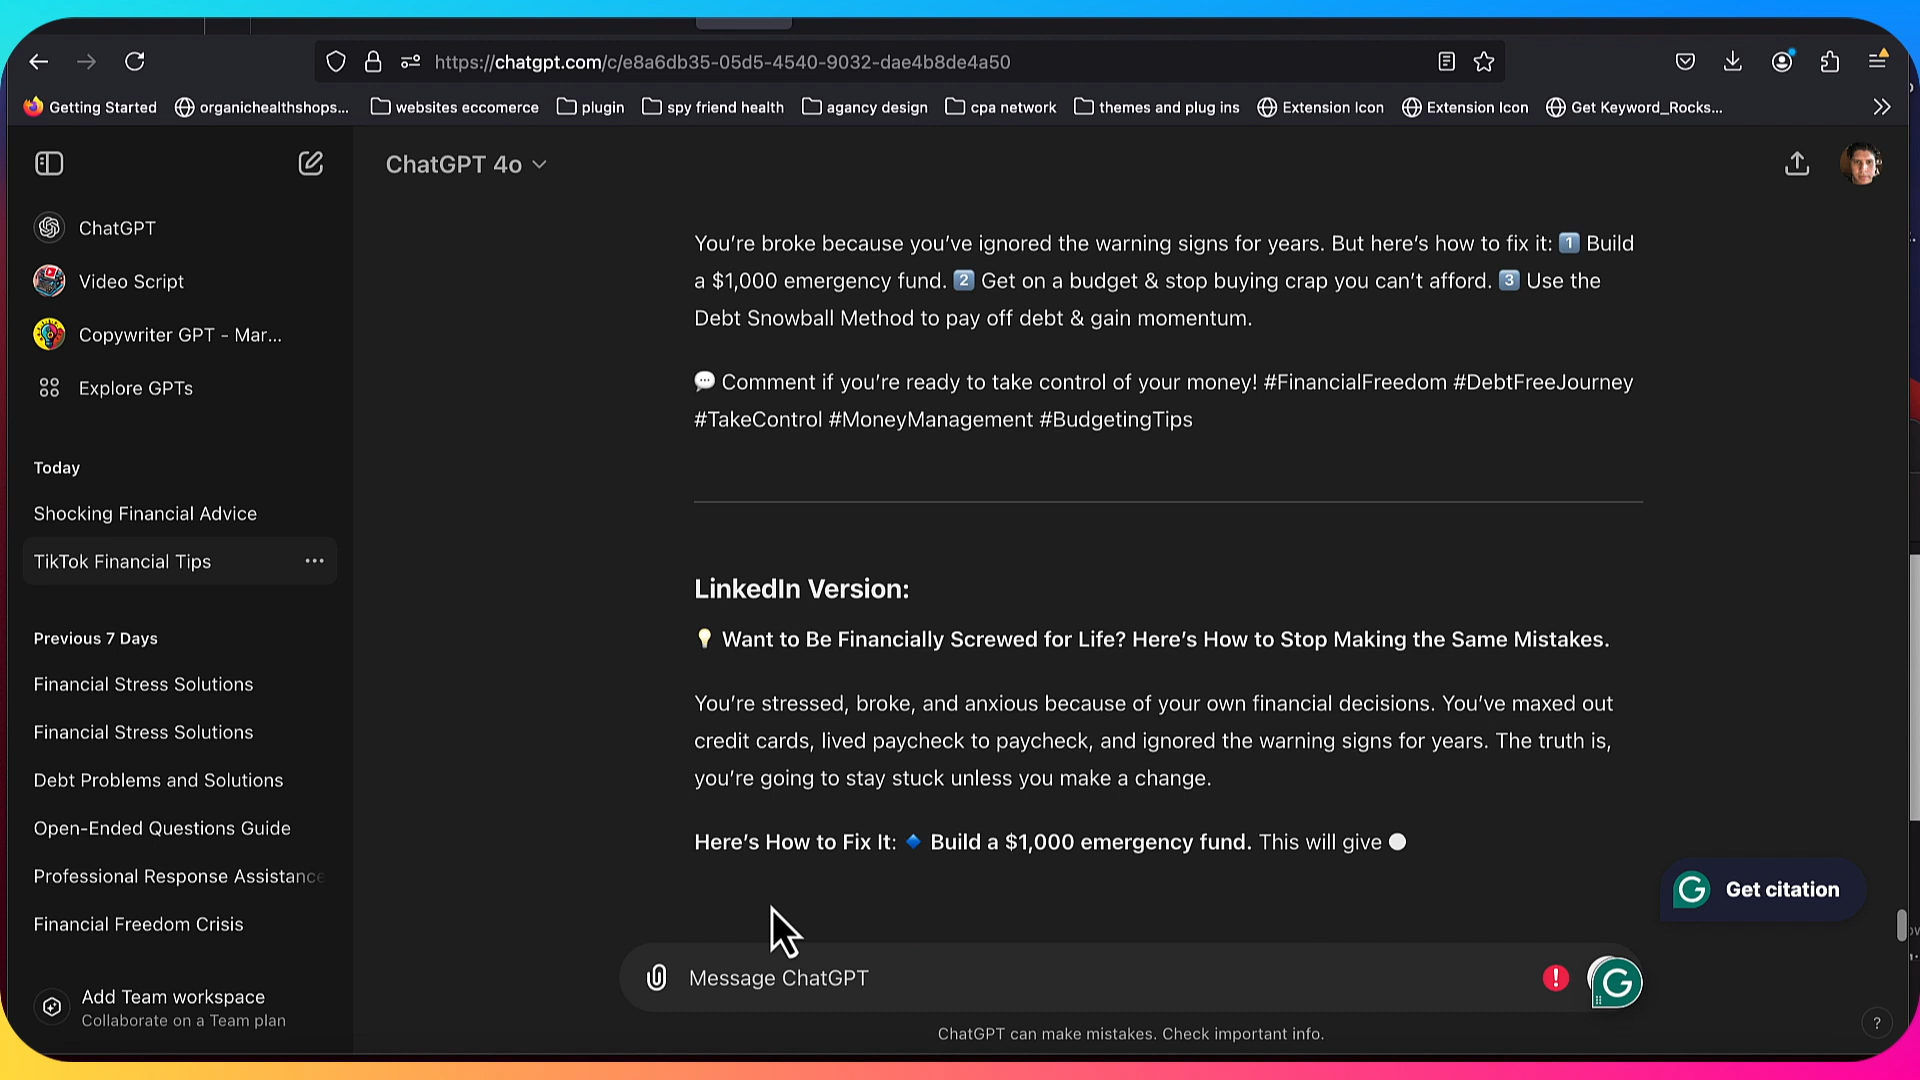 https://chatgpt.com/c/e8a6db35-05d5-4540-9032-dae4b8de4a50
Getting Started
organichealthshops...
websites eccomerce
plugin
spy friend health
agancy design
cpa network
themes and plug ins
Extension Icon
Extension Icon
Get Keyword_Rocks...
ChatGPT 4o
ChatGPT
Video Script
Copywriter GPT - Mar...
Explore GPTs
Today
Shocking Financial Advice
TikTok Financial Tips
Previous 7 Days
Financial Stress Solutions
Financial Stress Solutions
Debt Problems and Solutions
Open-Ended Questions Guide
Professional Response Assistance
Financial Freedom Crisis
Add Team workspace
Collaborate on a Team plan
You're broke because you've ignored the warning signs for years. But here's how to fix it: 1️⃣ Build
a $1,000 emergency fund. 2️⃣ Get on a budget & stop buying crap you can't afford. 3️⃣ Use the
Debt Snowball Method to pay off debt & gain momentum.
💬 Comment if you're ready to take control of your money! #FinancialFreedom #DebtFreeJourney
#TakeControl #MoneyManagement #BudgetingTips
LinkedIn Version:
💡 Want to Be Financially Screwed for Life? Here's How to Stop Making the Same Mistakes.
You're stressed, broke, and anxious because of your own financial decisions. You've maxed out
credit cards, lived paycheck to paycheck, and ignored the warning signs for years. The truth is,
you're going to stay stuck unless you make a change.
Here's How to Fix It: 🔹 Build a $1,000 emergency fund. This will give
Get citation
Message ChatGPT
ChatGPT can make mistakes. Check important info.
?